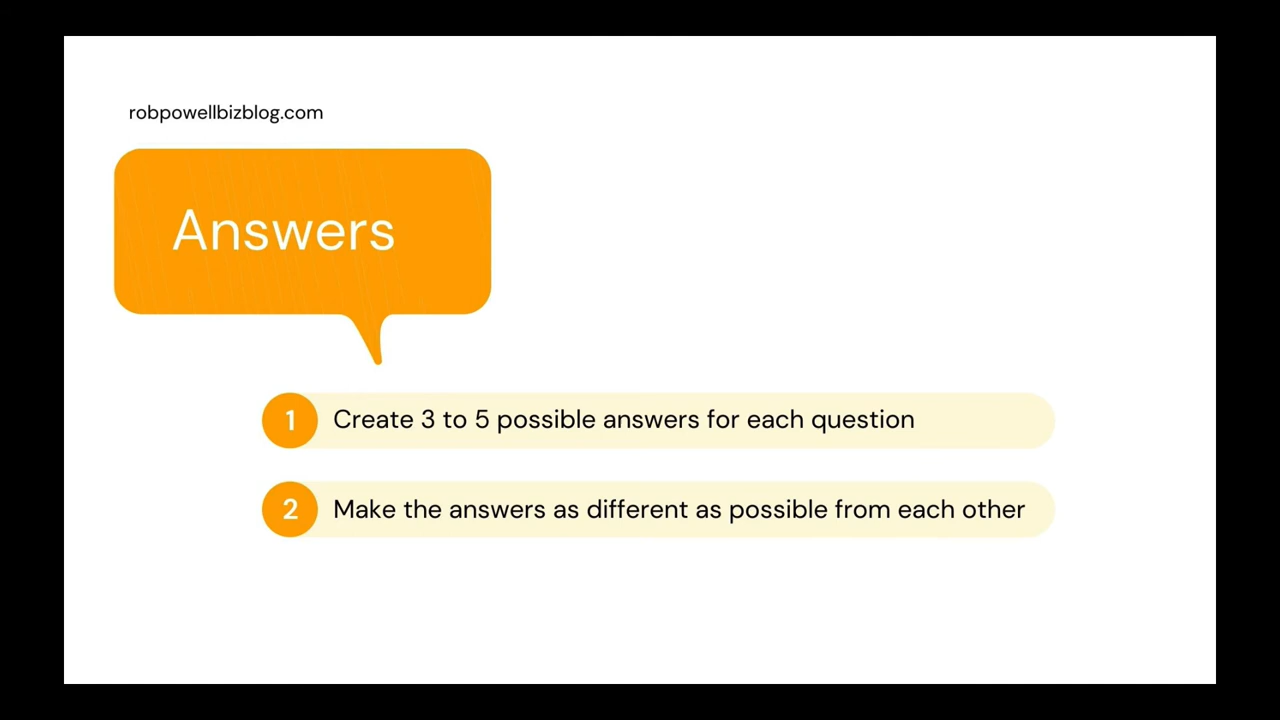 robpowellbizblog.com
Answers
1 Create 3 to 5 possible answers for each question
2 Make the answers as different as possible from each other